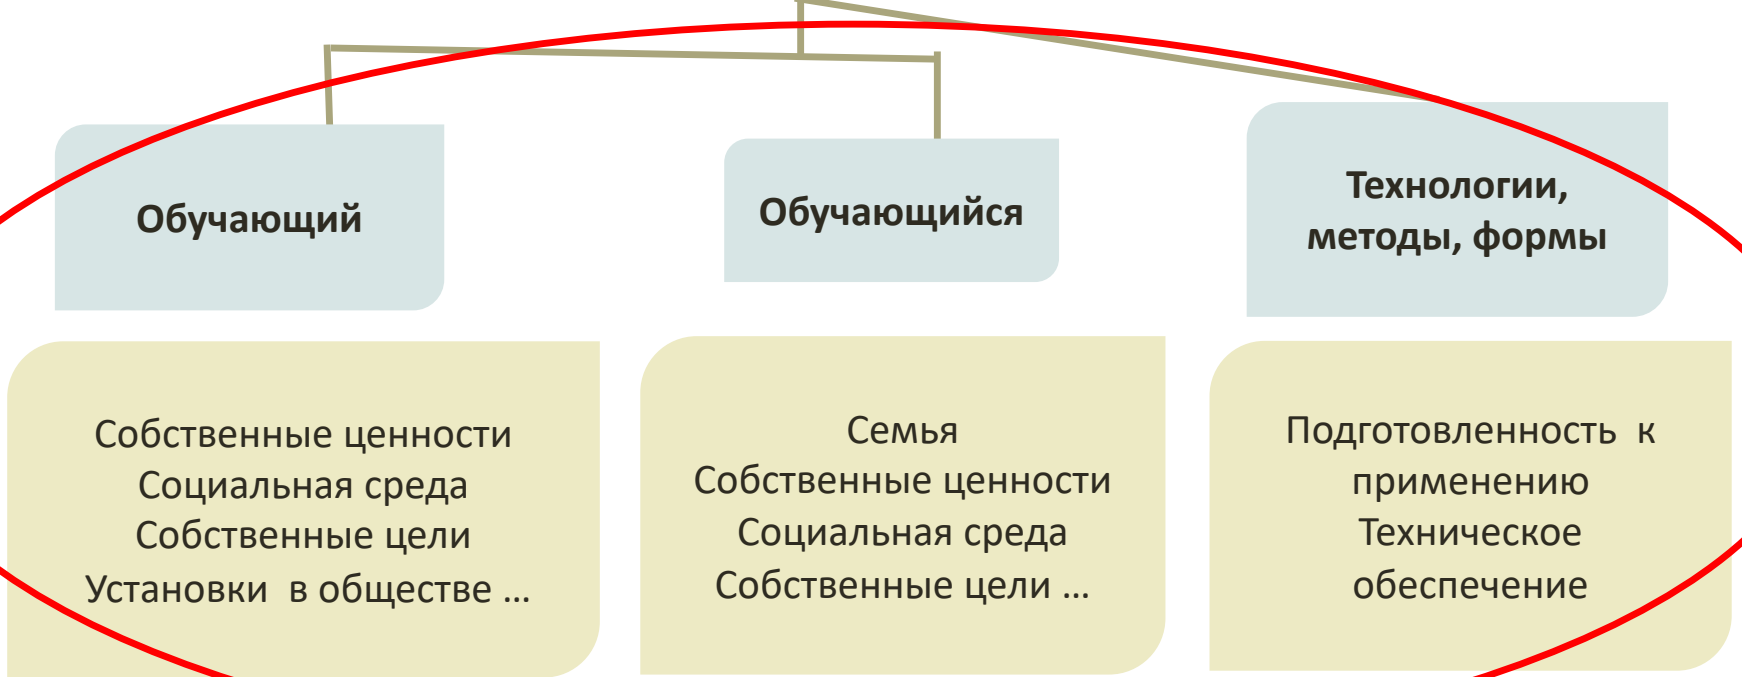 Обучающий
Обучающийся
Технологии,
методы, формы
Собственные ценности
Социальная среда
Собственные цели
Установки в обществе ...
Семья
Собственные ценности
Социальная среда
Собственные цели ...
Подготовленность к
применению
Техническое
обеспечение